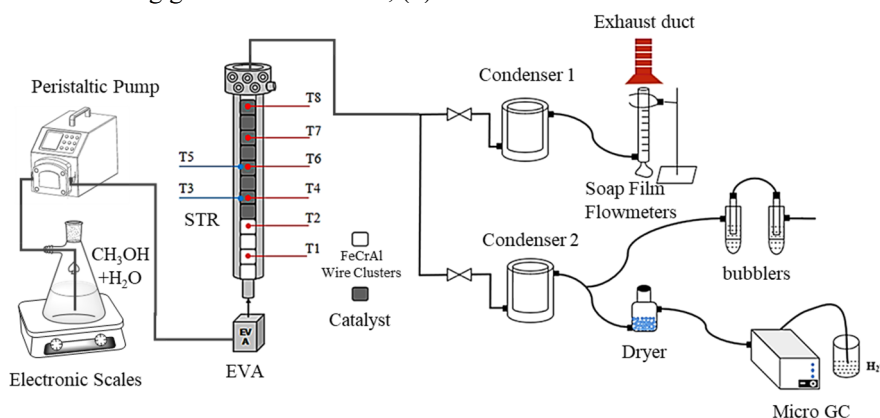 Exhaust duct
Condenser 1
Peristaltic Pump
T8
T7
T5
T6
T3
T4
STR
T2
T1
Soap Film
Flowmeters
CH3OH
+H2O
FeCrAl
Wire Clusters
Catalyst
Condenser 2
bubblers
EV
A
EVA
Dryer
H2
Electronic Scales
Micro GC